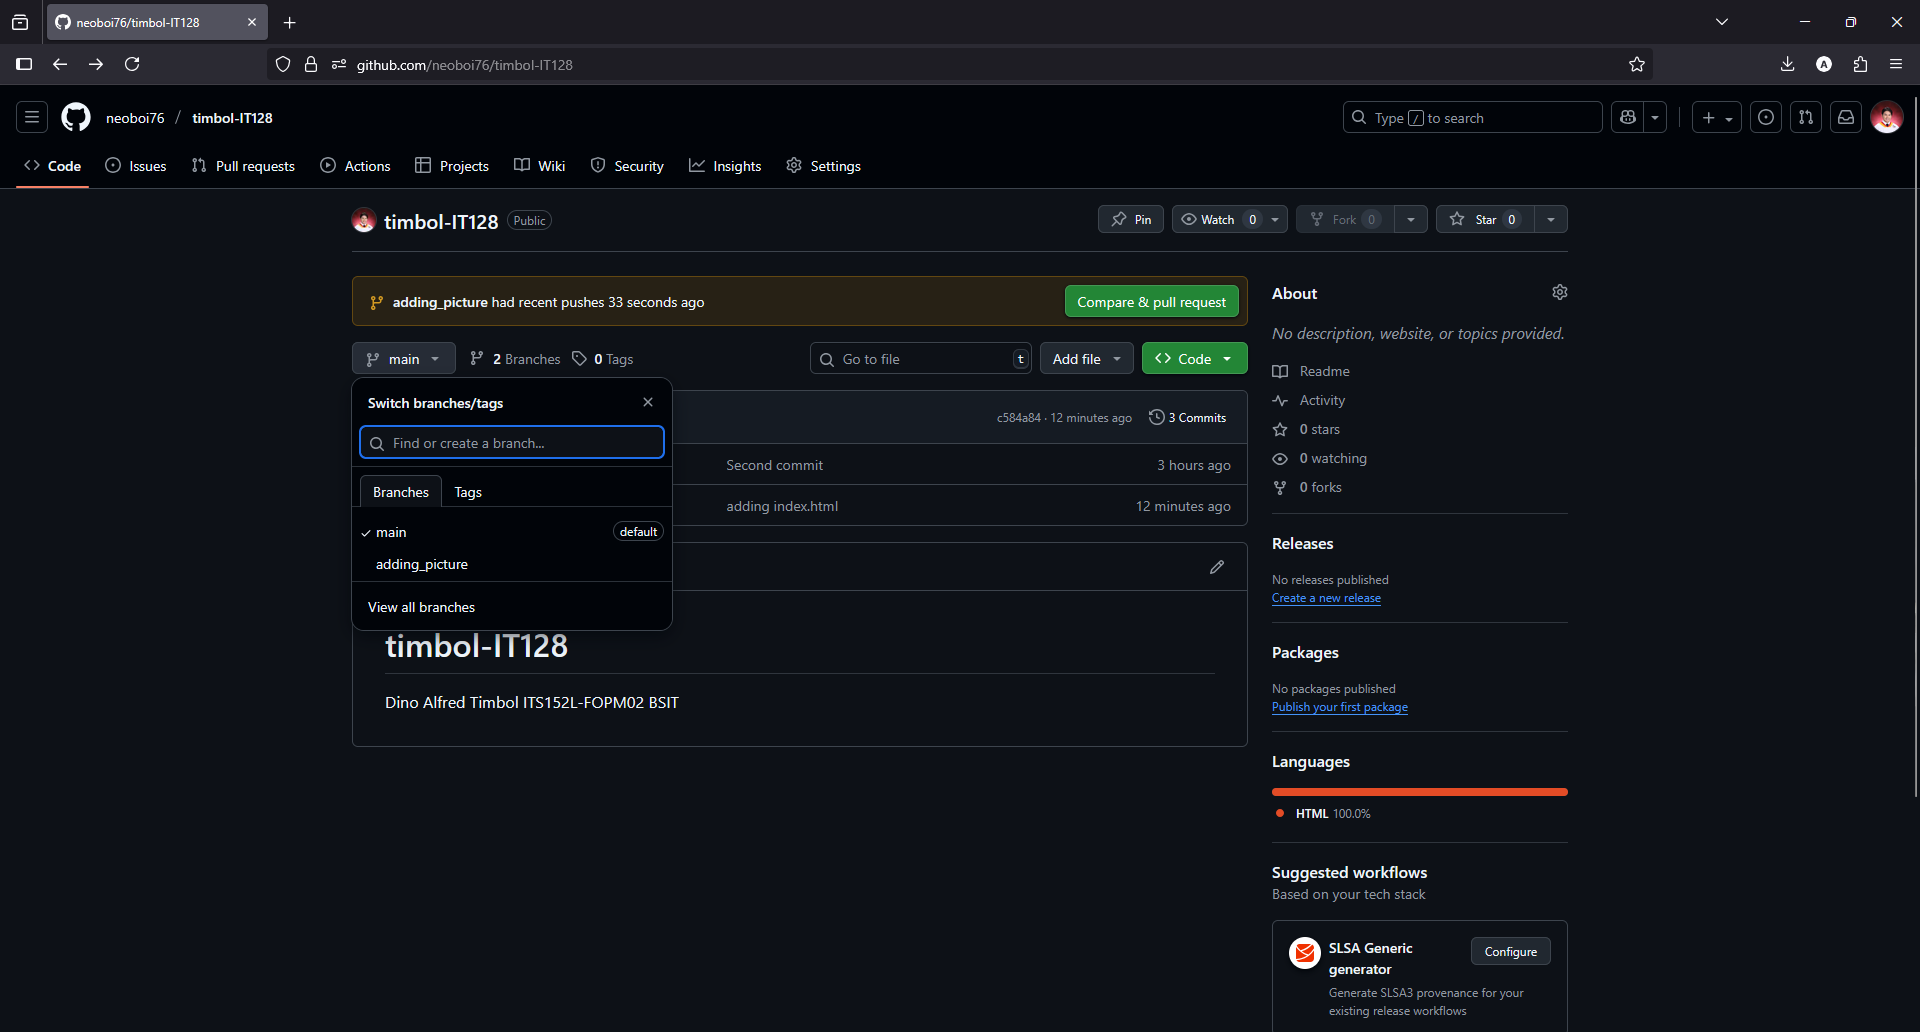 neoboi76/timbol-IT128
github.com/neoboi76/timbol-IT128
neoboi76 / timbol-IT128
Type / to search
Code Issues Pull requests Actions Projects Wiki Security Insights Settings
timbol-IT128 Public
Pin Watch 0 Fork 0 Star 0
adding_picture had recent pushes 33 seconds ago
Compare & pull request
main 2 Branches 0 Tags
Go to file t
Add file
Code
Switch branches/tags
Find or create a branch...
Branches Tags
main default
adding_picture
View all branches
c584a84 · 12 minutes ago 3 Commits
Second commit 3 hours ago
adding index.html 12 minutes ago
timbol-IT128
Dino Alfred Timbol ITS152L-FOPM02 BSIT
About
No description, website, or topics provided.
Readme
Activity
0 stars
0 watching
0 forks
Releases
No releases published
Create a new release
Packages
No packages published
Publish your first package
Languages
HTML 100.0%
Suggested workflows
Based on your tech stack
SLSA Generic
generator
Configure
Generate SLSA3 provenance for your
existing release workflows